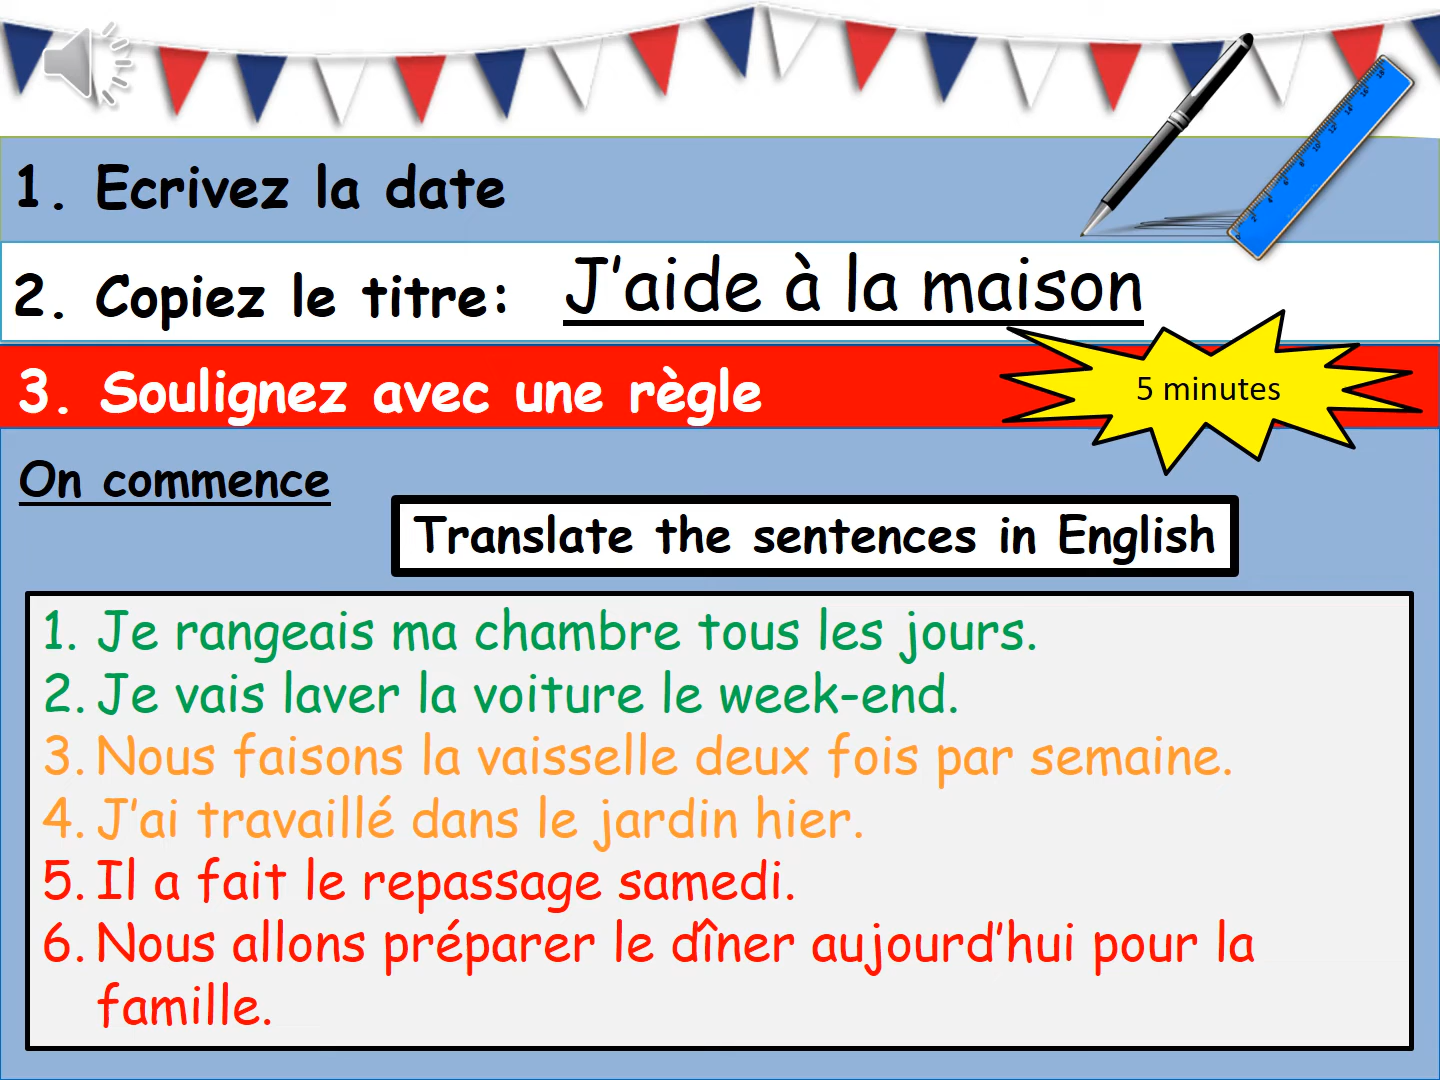 1. Ecrivez la date
2. Copiez le titre: J’aide à la maison
3. Soulignez avec une règle
5 minutes
On commence
Translate the sentences in English
1. Je rangeais ma chambre tous les jours.
2. Je vais laver la voiture le week-end.
3. Nous faisons la vaisselle deux fois par semaine.
4. J’ai travaillé dans le jardin hier.
5. Il a fait le repassage samedi.
6. Nous allons préparer le dîner aujourd’hui pour la
famille.